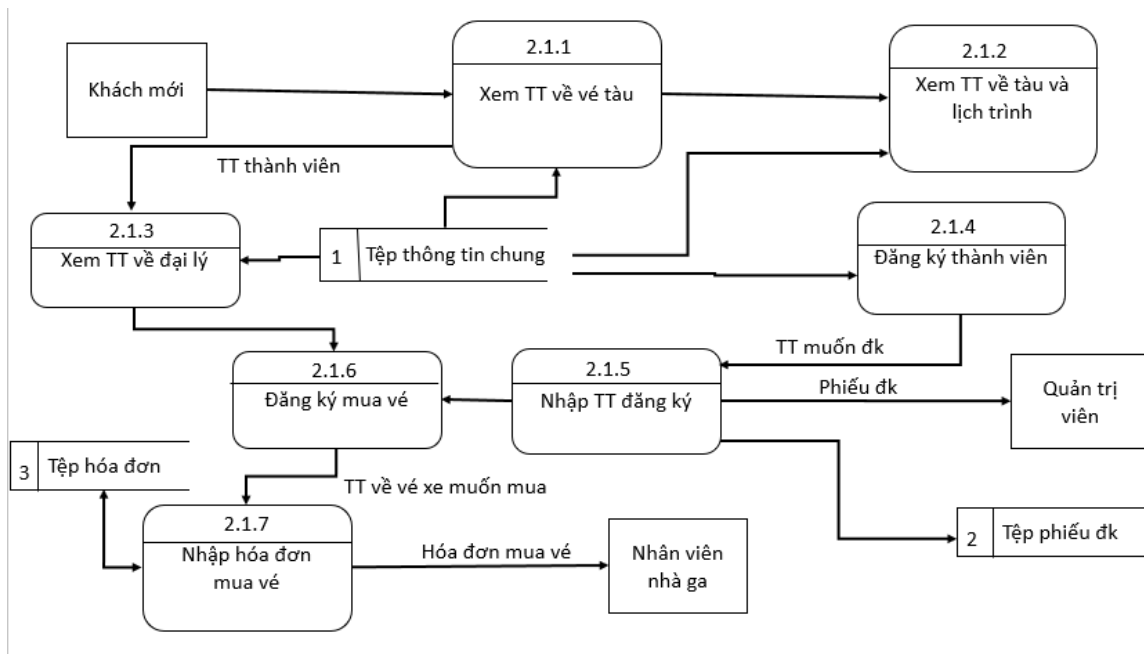 2.1.1
2.1.2
Khách mới
Xem TT về vé tàu
Xem TT về tàu và
lịch trình
TT thành viên
2.1.3
Xem TT về đại lý
1
Tệp thông tin chung
2.1.4
Đăng ký thành viên
TT muốn đk
2.1.6
Đăng ký mua vé
2.1.5
Nhập TT đăng ký
Phiếu đk
Quản trị
viên
3
Tệp hóa đơn
TT về vé xe muốn mua
2.1.7
Nhập hóa đơn
mua vé
Hóa đơn mua vé
Nhân viên
nhà ga
2
Tệp phiếu đk